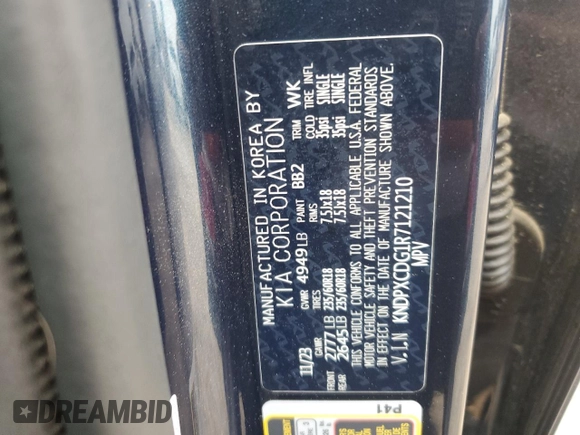 MANUFACTURED IN KOREA BY
KIA CORPORATION
11/23 GVWR 4949LB PAINT BB2 TRIM WK
GAWR TIRES RIMS COLD TIRE INFL
FRONT 2777LB 235/60R18 7.5Jx18 35psi SINGLE
REAR 2645LB 235/60R18 7.5Jx18 35psi SINGLE
THIS VEHICLE CONFORMS TO ALL APPLICABLE U.S.A. FEDERAL
MOTOR VEHICLE SAFETY AND THEFT PREVENTION STANDARDS
IN EFFECT ON THE DATE OF MANUFACTURE SHOWN ABOVE.
V.I.N KNDPXCDG1R7121210
MPV
P41
DREAMBID